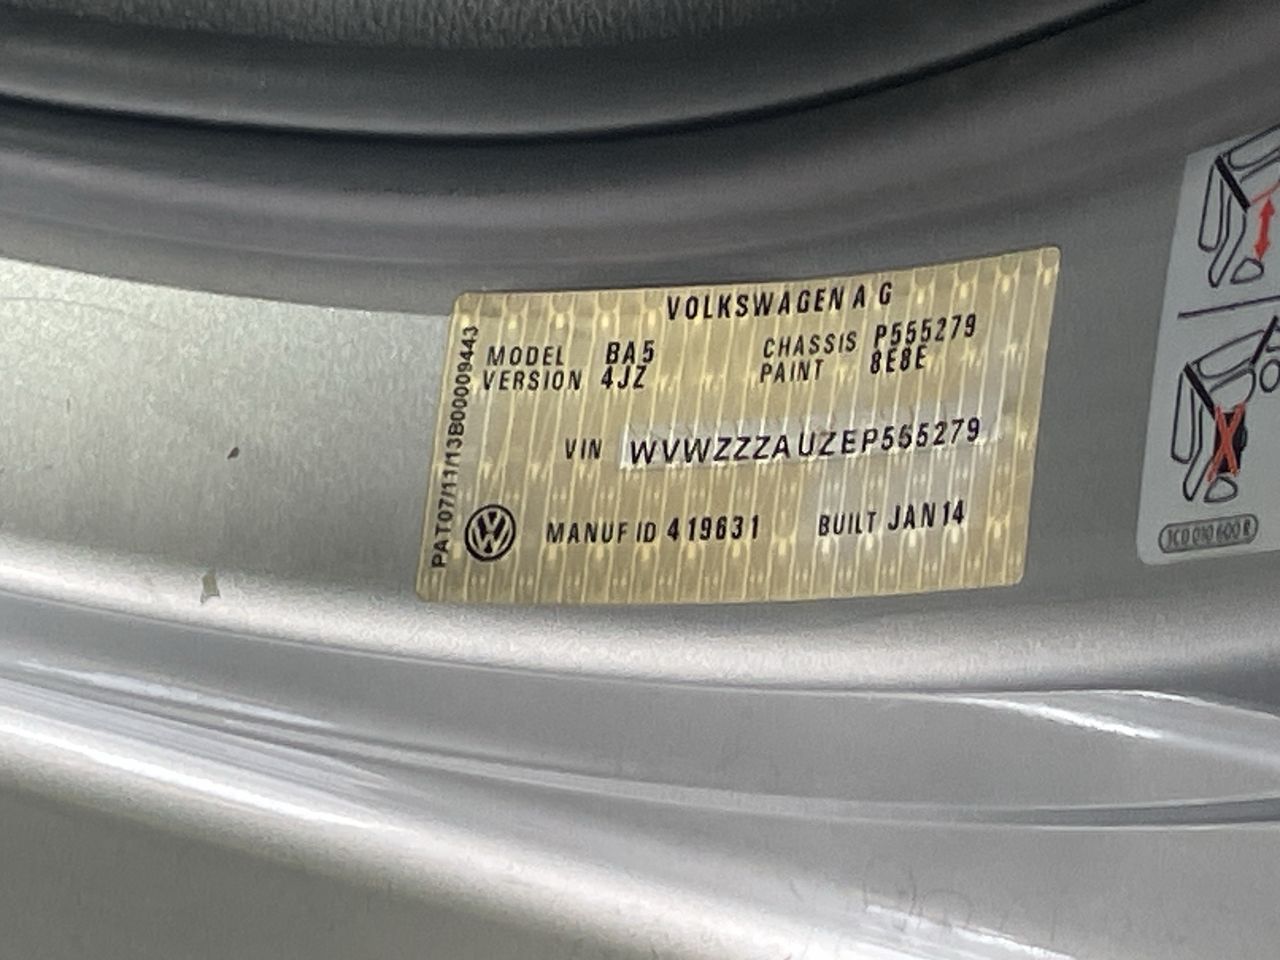 VOLKSWAGEN A G
MODEL BA5 CHASSIS P555279
VERSION 4JZ PAINT 8E8E
VIN WVWZZZAUZEP555279
MANUF ID 419631 BUILT JAN 14
PAT07/11/13B00009443
1C0 010 600 R